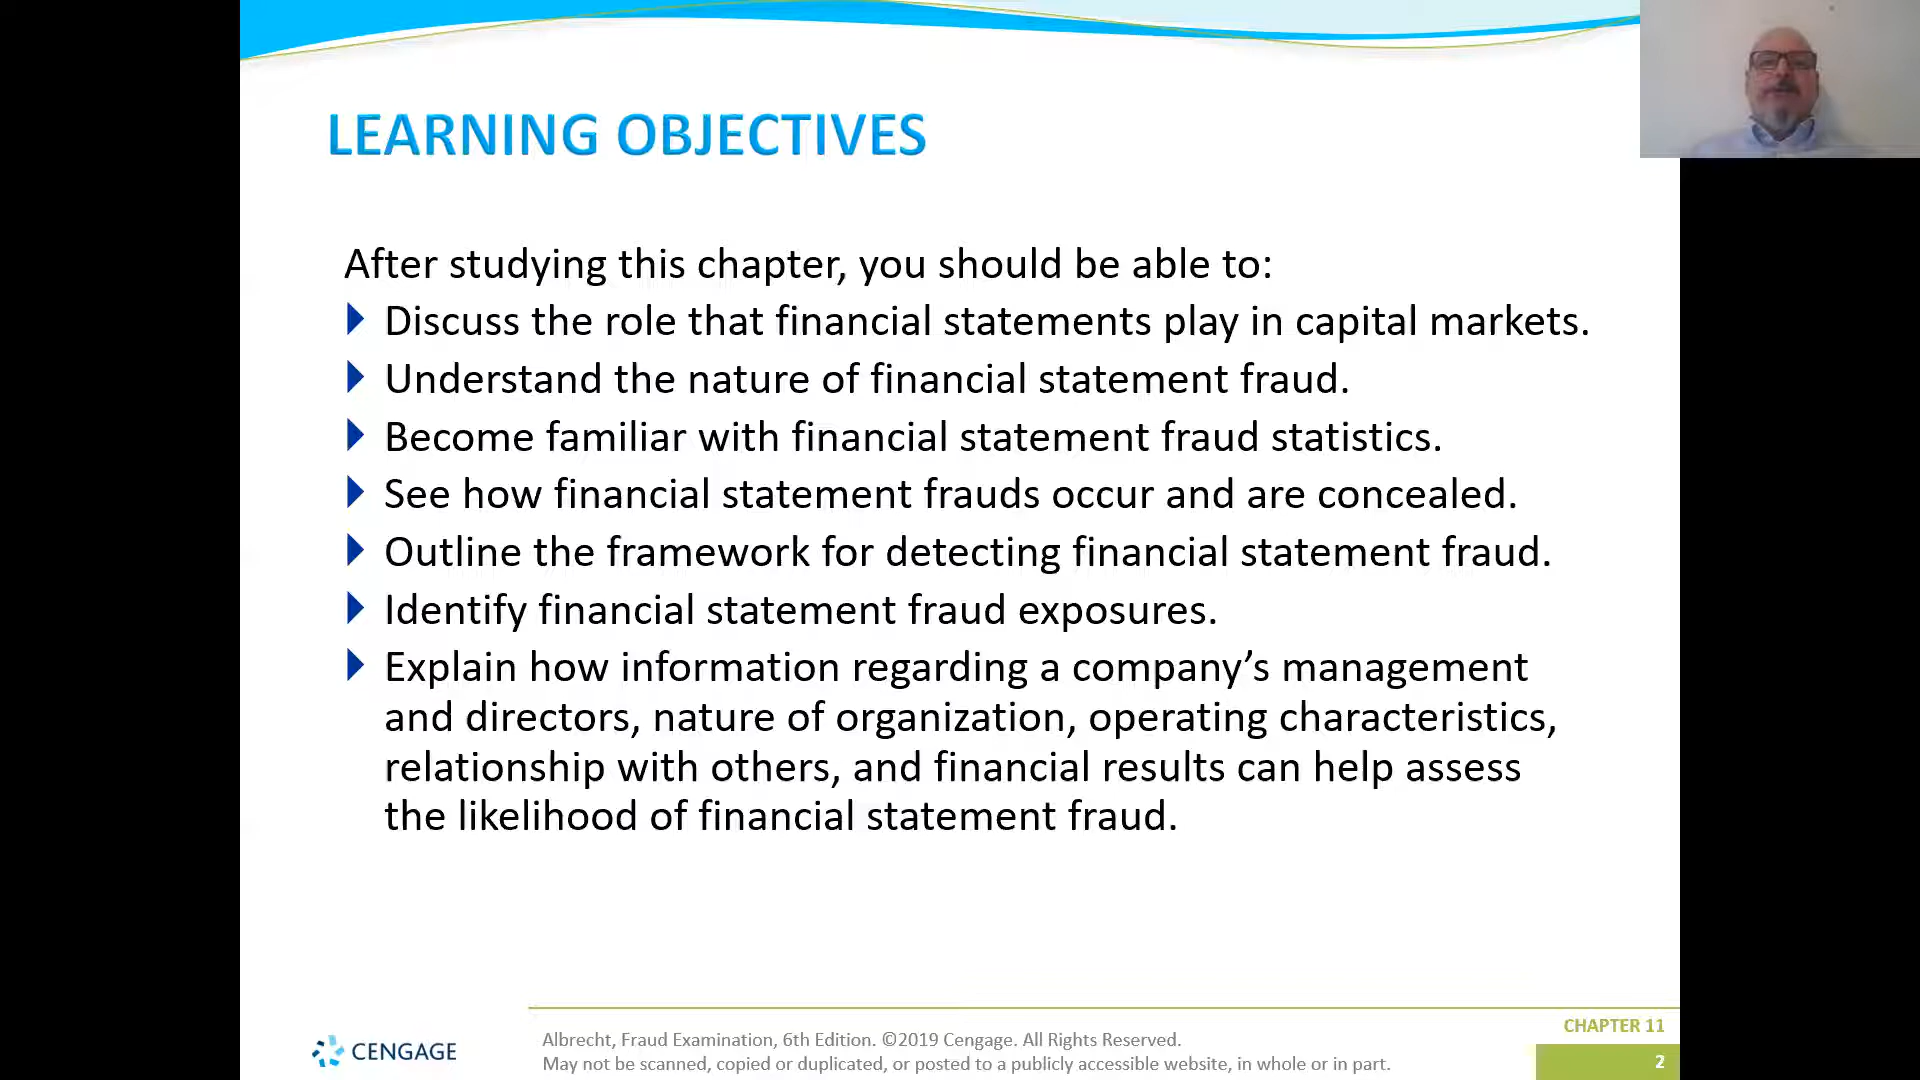 LEARNING OBJECTIVES
After studying this chapter, you should be able to:
Discuss the role that financial statements play in capital markets.
Understand the nature of financial statement fraud.
Become familiar with financial statement fraud statistics.
See how financial statement frauds occur and are concealed.
Outline the framework for detecting financial statement fraud.
Identify financial statement fraud exposures.
Explain how information regarding a company’s management
and directors, nature of organization, operating characteristics,
relationship with others, and financial results can help assess
the likelihood of financial statement fraud.
CENGAGE
Albrecht, Fraud Examination, 6th Edition. ©2019 Cengage. All Rights Reserved.
May not be scanned, copied or duplicated, or posted to a publicly accessible website, in whole or in part.
CHAPTER 11
2